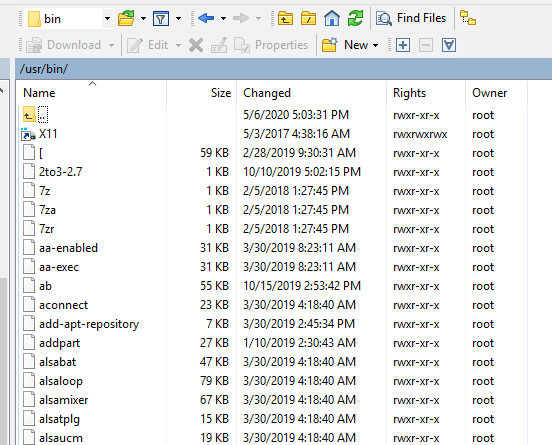 bin Find Files
Download Edit Properties New
/usr/bin/
Name Size Changed Rights Owner
.. 5/6/2020 5:03:31 PM rwxr-xr-x root
X11 5/3/2017 4:38:16 AM rwxrwxrwx root
[ 59 KB 2/28/2019 9:30:31 AM rwxr-xr-x root
2to3-2.7 1 KB 10/10/2019 5:02:15 PM rwxr-xr-x root
7z 1 KB 2/5/2018 1:27:45 PM rwxr-xr-x root
7za 1 KB 2/5/2018 1:27:45 PM rwxr-xr-x root
7zr 1 KB 2/5/2018 1:27:45 PM rwxr-xr-x root
aa-enabled 31 KB 3/30/2019 8:23:11 AM rwxr-xr-x root
aa-exec 31 KB 3/30/2019 8:23:11 AM rwxr-xr-x root
ab 55 KB 10/15/2019 2:53:42 PM rwxr-xr-x root
aconnect 23 KB 3/30/2019 4:18:40 AM rwxr-xr-x root
add-apt-repository 7 KB 3/30/2019 2:45:34 PM rwxr-xr-x root
addpart 27 KB 1/10/2019 2:30:43 AM rwxr-xr-x root
alsabat 47 KB 3/30/2019 4:18:40 AM rwxr-xr-x root
alsaloop 79 KB 3/30/2019 4:18:40 AM rwxr-xr-x root
alsamixer 67 KB 3/30/2019 4:18:40 AM rwxr-xr-x root
alsatplg 15 KB 3/30/2019 4:18:40 AM rwxr-xr-x root
alsaucm 19 KB 3/30/2019 4:18:40 AM rwxr-xr-x root